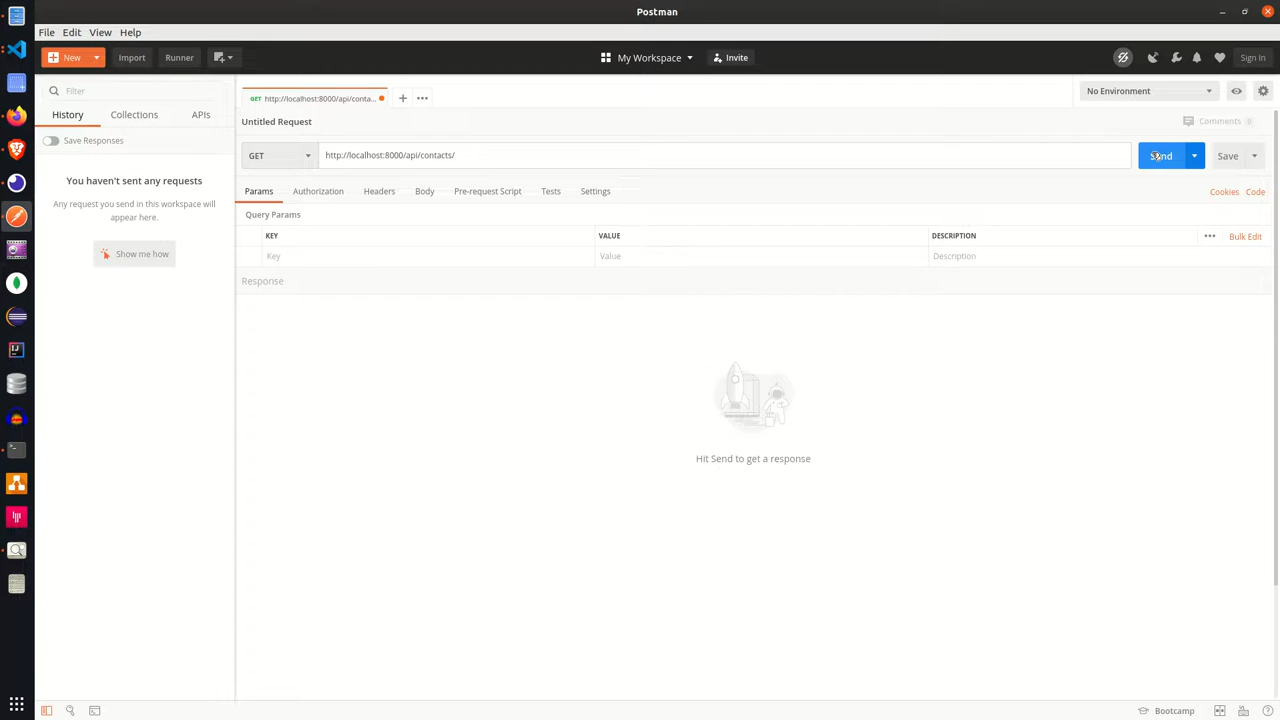 Postman
File Edit View Help
New Import Runner My Workspace Invite Sign In
Filter
History Collections APIs
Save Responses
You haven't sent any requests
Any request you send in this workspace will
appear here.
Show me how
GET http://localhost:8000/api/conta...
No Environment
Untitled Request
Comments 0
GET http://localhost:8000/api/contacts/ Send Save
Params Authorization Headers Body Pre-request Script Tests Settings Cookies Code
Query Params
KEY VALUE DESCRIPTION Bulk Edit
Key Value Description
Response
Hit Send to get a response
Bootcamp